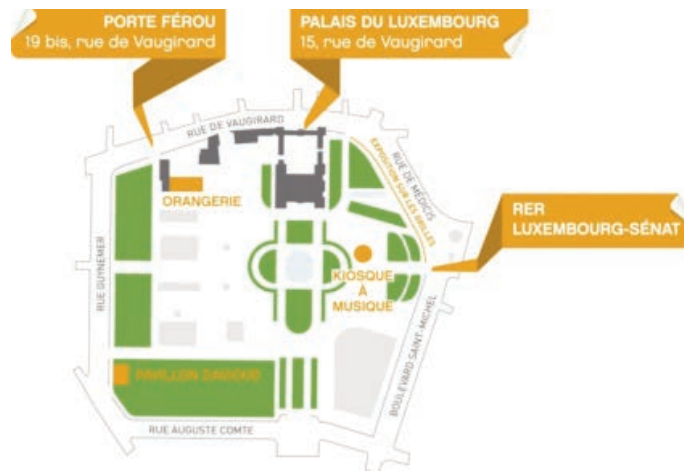 PORTE FÉROU
19 bis, rue de Vaugirard
PALAIS DU LUXEMBOURG
15, rue de Vaugirard
RUE DE VAUGIRARD
EXPOSITION SUR LES GRILLES
RUE DE MÉDICIS
ORANGERIE
RER
LUXEMBOURG-SÉNAT
RUE GUYNEMER
KIOSQUE
À
MUSIQUE
BOULEVARD SAINT-MICHEL
PAVILLON DAVIOUD
RUE AUGUSTE COMTE